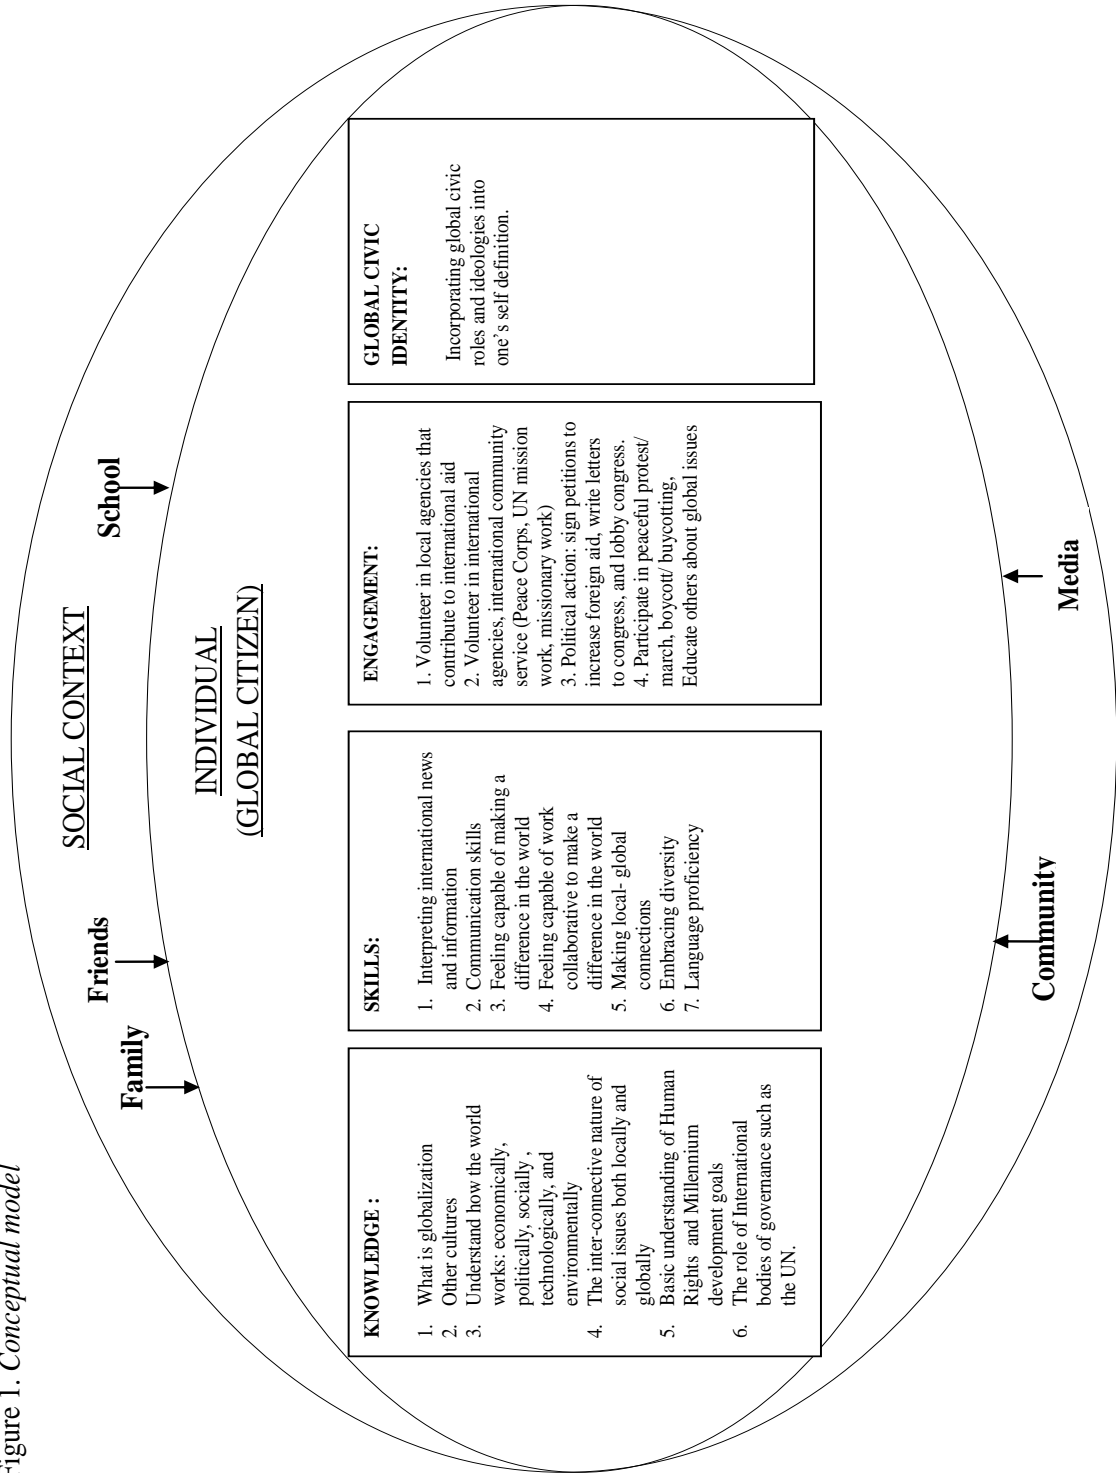 Figure 1. Conceptual model
SOCIAL CONTEXT
Family
Friends
School
INDIVIDUAL
(GLOBAL CITIZEN)
KNOWLEDGE :
1. What is globalization
2. Other cultures
3. Understand how the world
works: economically,
politically, socially ,
technologically, and
environmentally
4. The inter-connective nature of
social issues both locally and
globally
5. Basic understanding of Human
Rights and Millennium
development goals
6. The role of International
bodies of governance such as
the UN.
SKILLS:
1. Interpreting international news
and information
2. Communication skills
3. Feeling capable of making a
difference in the world
4. Feeling capable of work
collaborative to make a
difference in the world
5. Making local- global
connections
6. Embracing diversity
7. Language proficiency
ENGAGEMENT:
1. Volunteer in local agencies that
contribute to international aid
2. Volunteer in international
agencies, international community
service (Peace Corps, UN mission
work, missionary work)
3. Political action: sign petitions to
increase foreign aid, write letters
to congress, and lobby congress.
4. Participate in peaceful protest/
march, boycott/ buycotting,
Educate others about global issues
GLOBAL CIVIC
IDENTITY:
Incorporating global civic
roles and ideologies into
one's self definition.
Community
Media